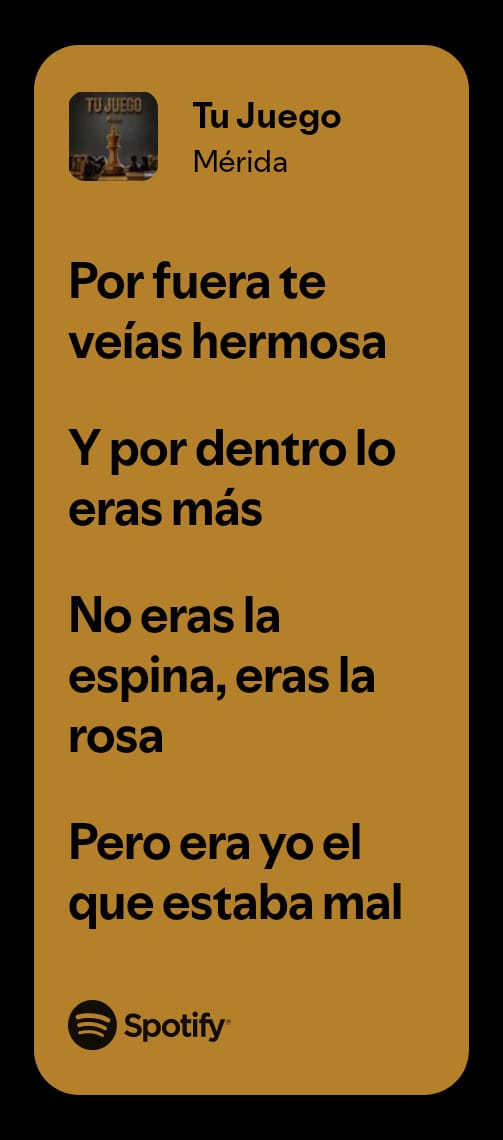 TU JUEGO
Tu Juego
Mérida
Por fuera te
veías hermosa
Y por dentro lo
eras más
No eras la
espina, eras la
rosa
Pero era yo el
que estaba mal
Spotify®